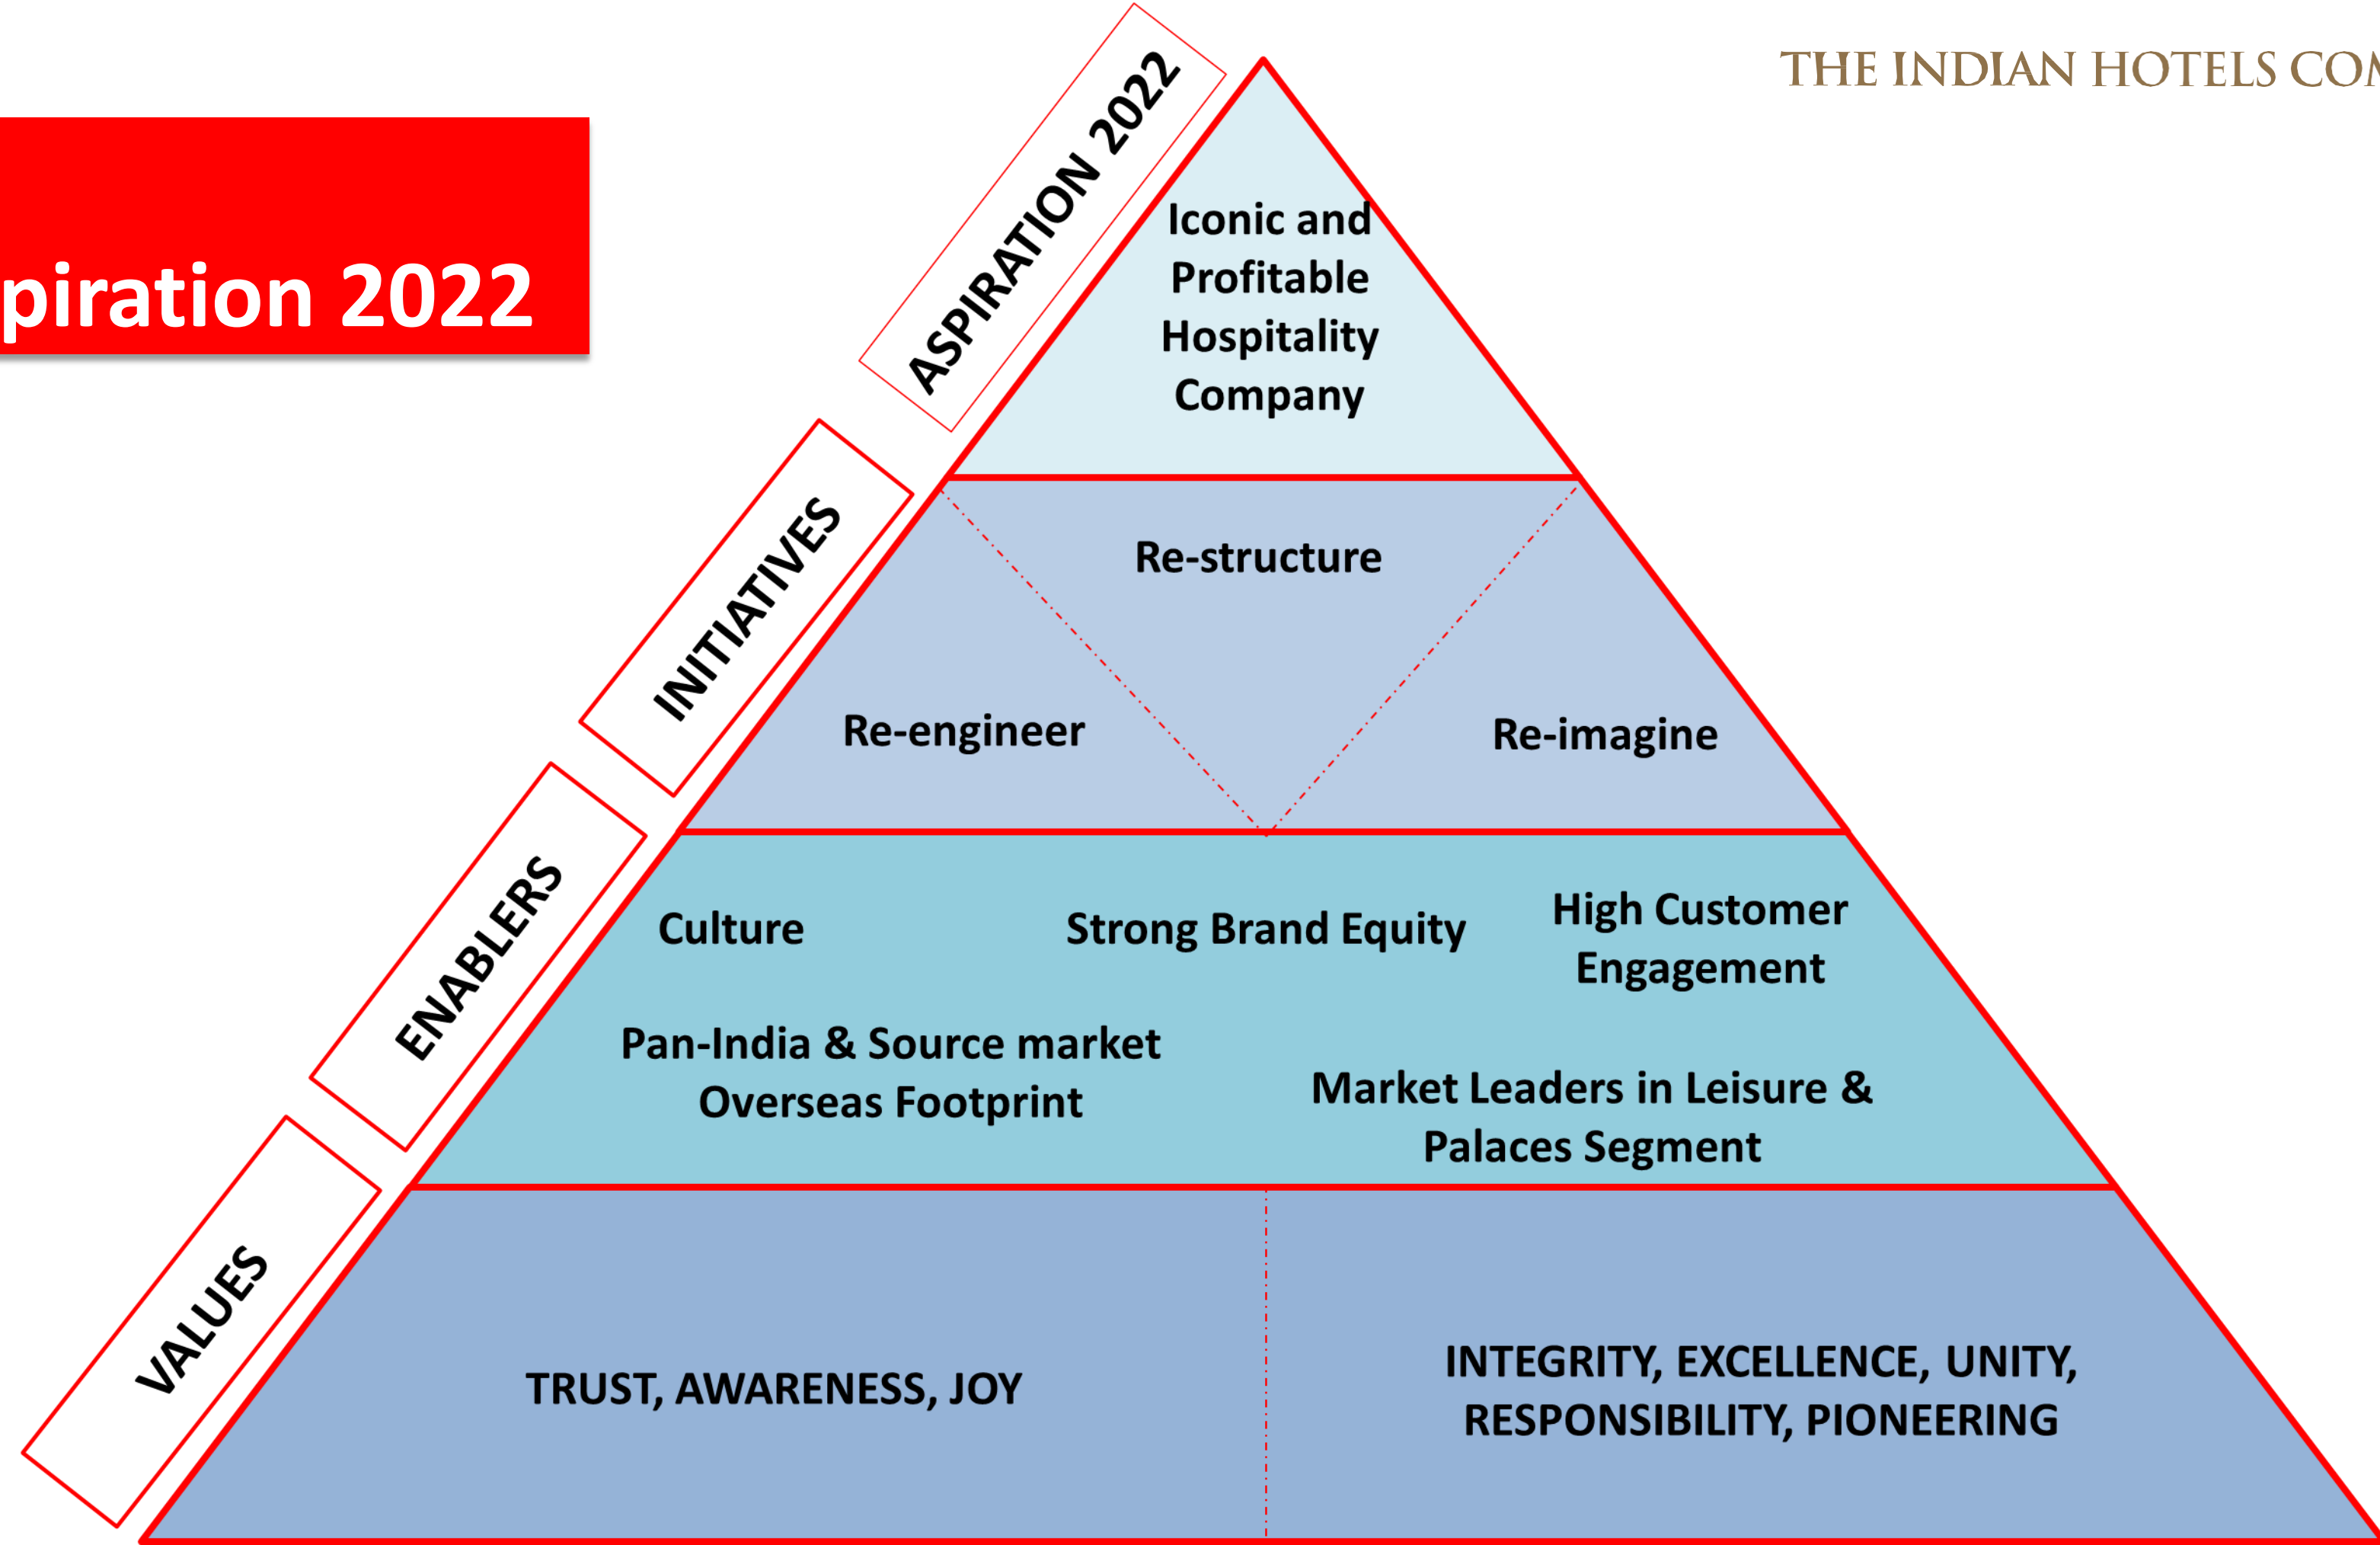 THE INDIAN HOTELS CO
piration 2022
ASPIRATION 2022
Iconic and
Profitable
Hospitality
Company
INITIATIVES
Re-structure
Re-engineer
Re-imagine
ENABLERS
Culture
Strong Brand Equity
High Customer
Engagement
Pan-India & Source market
Overseas Footprint
Market Leaders in Leisure &
Palaces Segment
VALUES
TRUST, AWARENESS, JOY
INTEGRITY, EXCELLENCE, UNITY,
RESPONSIBILITY, PIONEERING